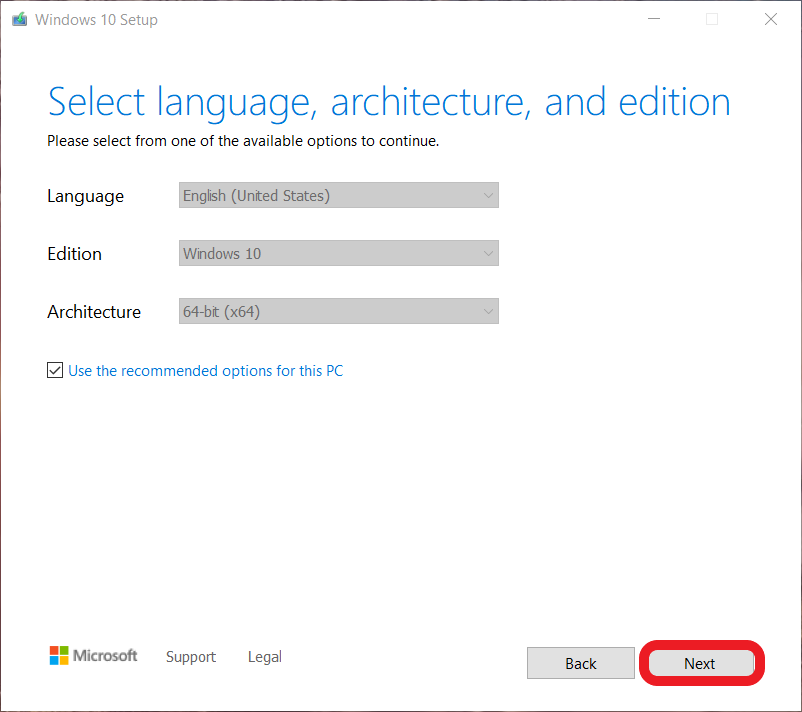 Windows 10 Setup
Select language, architecture, and edition
Please select from one of the available options to continue.
Language English (United States)
Edition Windows 10
Architecture 64-bit (x64)
Use the recommended options for this PC
Microsoft Support Legal Back Next